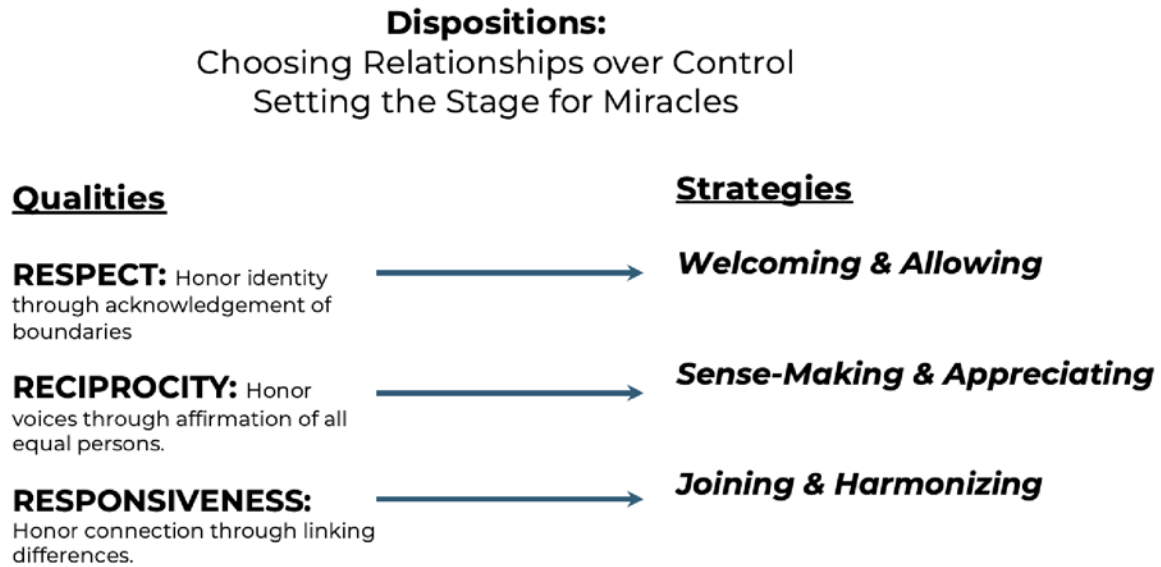 Dispositions:
Choosing Relationships over Control
Setting the Stage for Miracles
Qualities
Strategies
RESPECT: Honor identity
through acknowledgement of
boundaries
Welcoming & Allowing
RECIPROCITY: Honor
voices through affirmation of all
equal persons.
Sense-Making & Appreciating
RESPONSIVENESS:
Honor connection through linking
differences.
Joining & Harmonizing